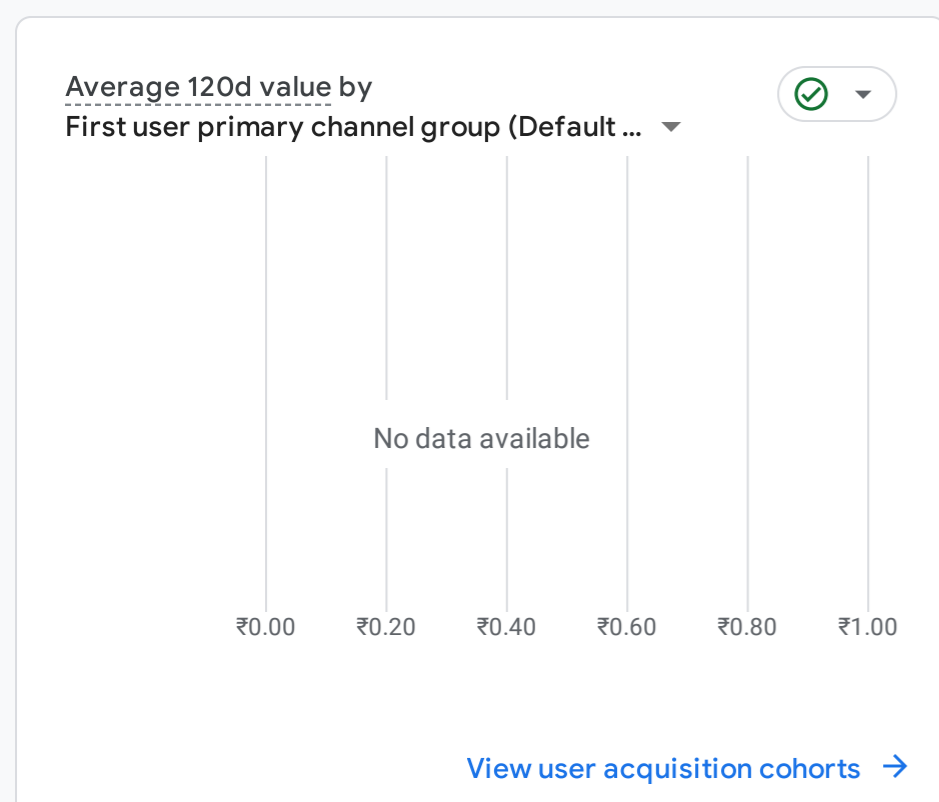 Average 120d value by
First user primary channel group (Default ...
No data available
₹0.00 ₹0.20 ₹0.40 ₹0.60 ₹0.80 ₹1.00
View user acquisition cohorts